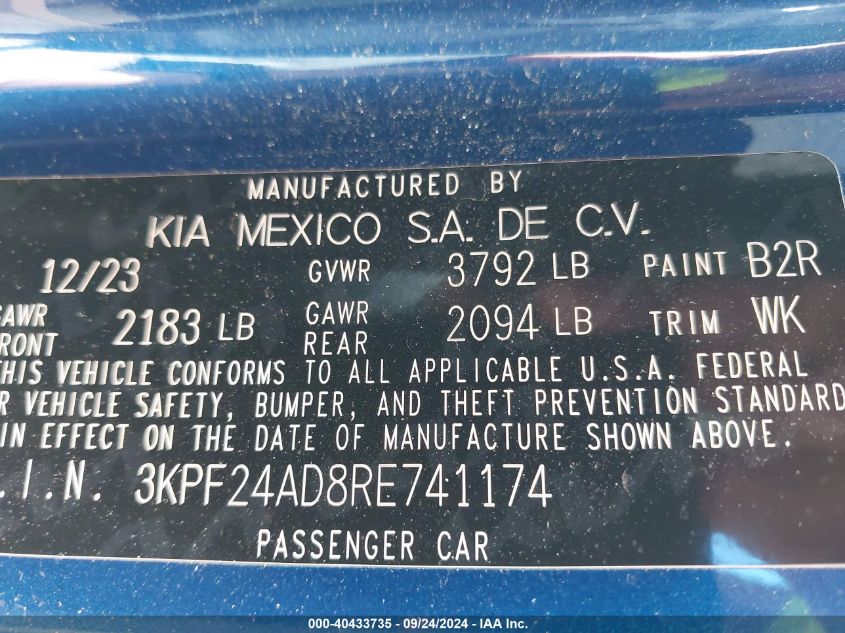 MANUFACTURED BY
KIA MEXICO S.A. DE C.V.
12/23 GVWR 3792 LB PAINT B2R
GAWR FRONT 2183 LB GAWR REAR 2094 LB TRIM WK
THIS VEHICLE CONFORMS TO ALL APPLICABLE U.S.A. FEDERAL
R VEHICLE SAFETY, BUMPER, AND THEFT PREVENTION STANDARD
IN EFFECT ON THE DATE OF MANUFACTURE SHOWN ABOVE.
.I.N. 3KPF24AD8RE741174
PASSENGER CAR
000-40433735 - 09/24/2024 - IAA Inc.